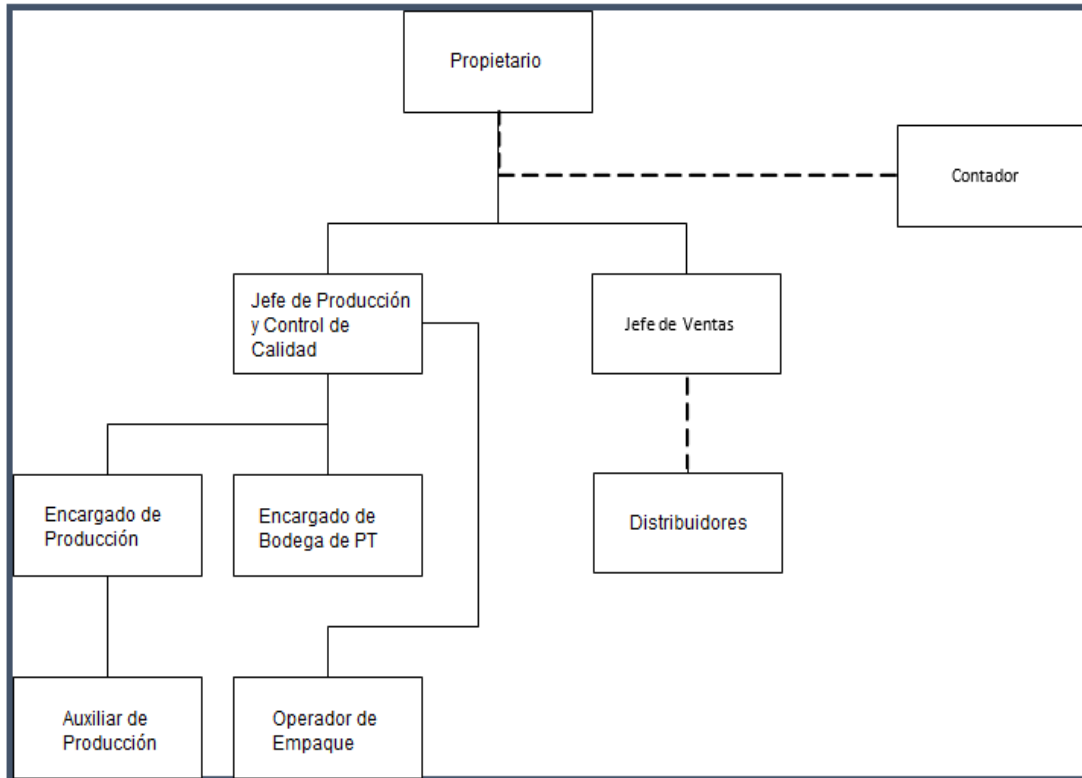 Propietario
Contador
Jefe de Producción
y Control de
Calidad
Jefe de Ventas
Encargado de
Producción
Encargado de
Bodega de PT
Distribuidores
Auxiliar de
Producción
Operador de
Empaque